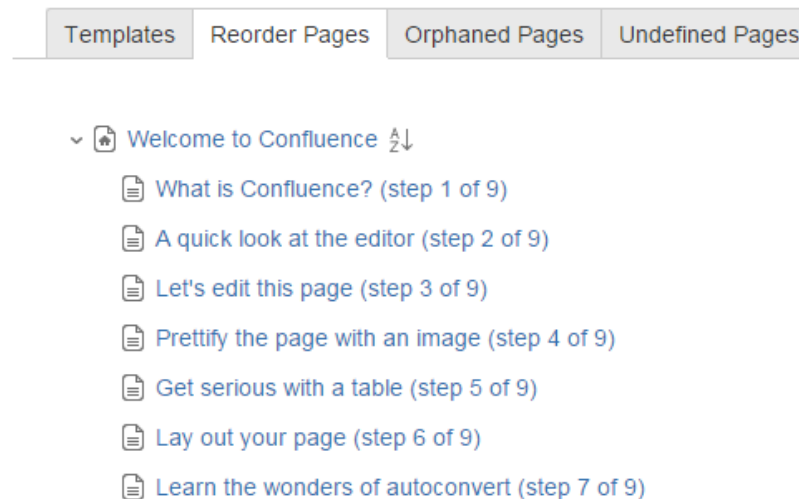 Templates Reorder Pages Orphaned Pages Undefined Pages
Welcome to Confluence
What is Confluence? (step 1 of 9)
A quick look at the editor (step 2 of 9)
Let's edit this page (step 3 of 9)
Prettify the page with an image (step 4 of 9)
Get serious with a table (step 5 of 9)
Lay out your page (step 6 of 9)
Learn the wonders of autoconvert (step 7 of 9)